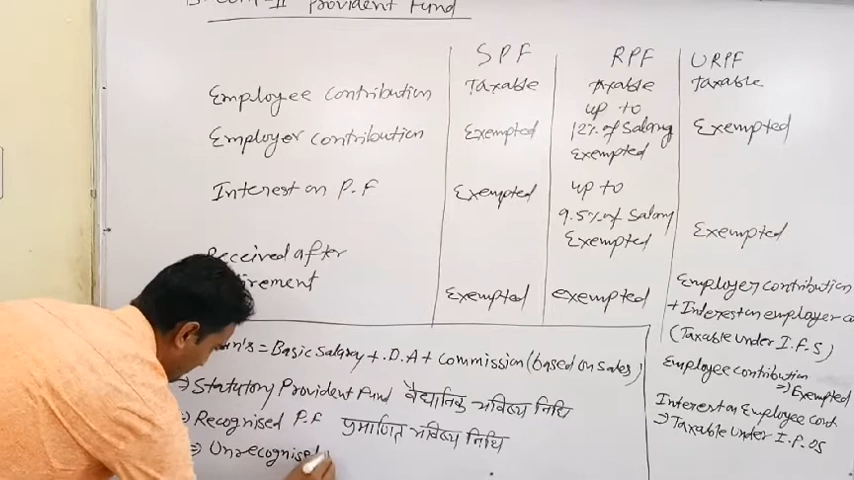 B.Com-II Provident Fund
SPF RPF URPF
Employee Contribution Taxable Taxable Taxable
Employer Contribution Exempted up to 12% of Salary Exempted Exempted
Interest on P.F Exempted up to 9.5% of Salary Exempted Exempted
Received after
Exempted exempted Employer contribution
+ Interest on employer
(Taxable under I.F.S)
Employee contribution
⇒ Exempted
Interest on Employee Cont.
⇒ Taxable under I.F.OS
= Basic Salary + D.A + Commission (based on sales)
⇒ Statutory Provident Fund वैद्यानिक भविष्य निधि
⇒ Recognised P.F प्रमाणित भविष्य निधि
⇒ Unrecognised